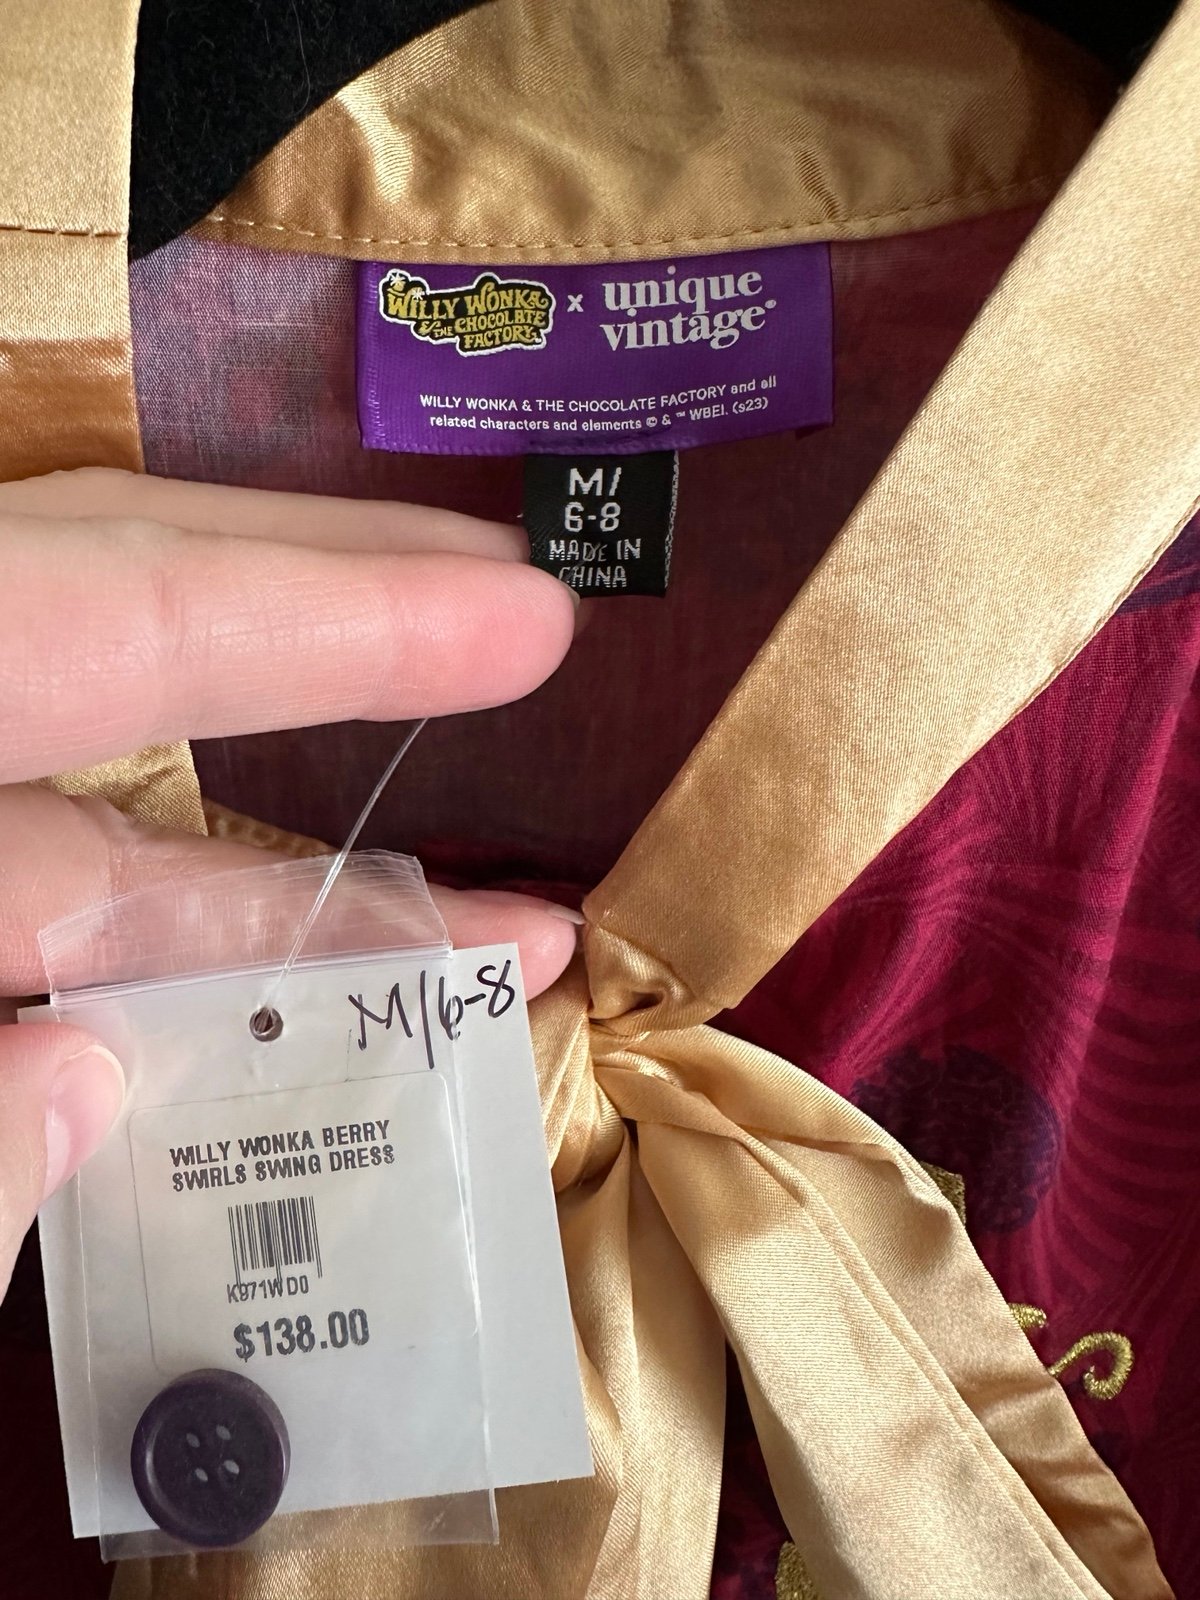 WILLY WONKA
& THE CHOCOLATE
FACTORY
x
unique
vintage®
WILLY WONKA & THE CHOCOLATE FACTORY and all
related characters and elements © & ™ WBEI. (s23)
M/
6-8
MADE IN
CHINA
M/6-8
WILLY WONKA BERRY
SWIRLS SWING DRESS
K971WD0
$138.00